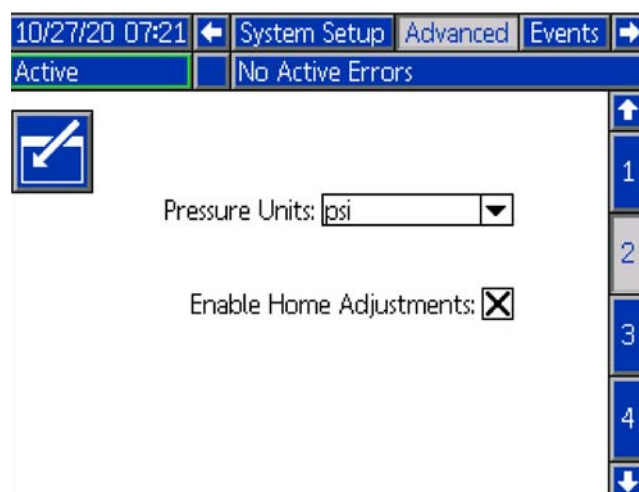 10/27/20 07:21 System Setup Advanced Events
Active No Active Errors
1
Pressure Units: psi
2
Enable Home Adjustments:
3
4